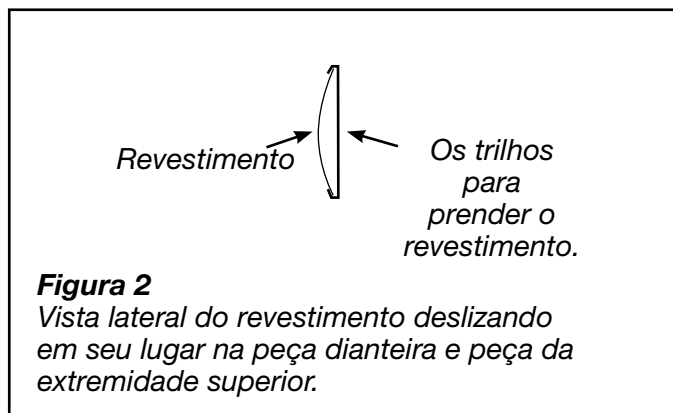 Revestimento
Os trilhos
para
prender o
revestimento.
Figura 2
Vista lateral do revestimento deslizando
em seu lugar na peça dianteira e peça da
extremidade superior.